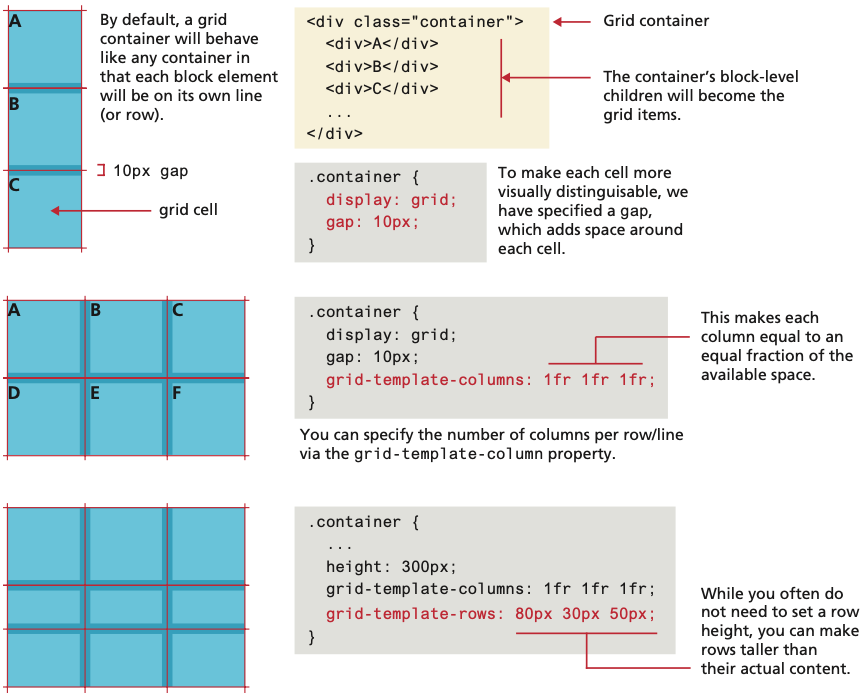 A
B
C
By default, a grid
container will behave
like any container in
that each block element
will be on its own line
(or row).
10px gap
grid cell
<div class="container">
<div>A</div>
<div>B</div>
<div>C</div>
...
</div>
Grid container
The container's block-level
children will become the
grid items.
.container {
display: grid;
gap: 10px;
}
To make each cell more
visually distinguisable, we
have specified a gap,
which adds space around
each cell.
A B C
D E F
.container {
display: grid;
gap: 10px;
grid-template-columns: 1fr 1fr 1fr;
}
This makes each
column equal to an
equal fraction of the
available space.
You can specify the number of columns per row/line
via the grid-template-column property.
.container {
...
height: 300px;
grid-template-columns: 1fr 1fr 1fr;
grid-template-rows: 80px 30px 50px;
}
While you often do
not need to set a row
height, you can make
rows taller than
their actual content.